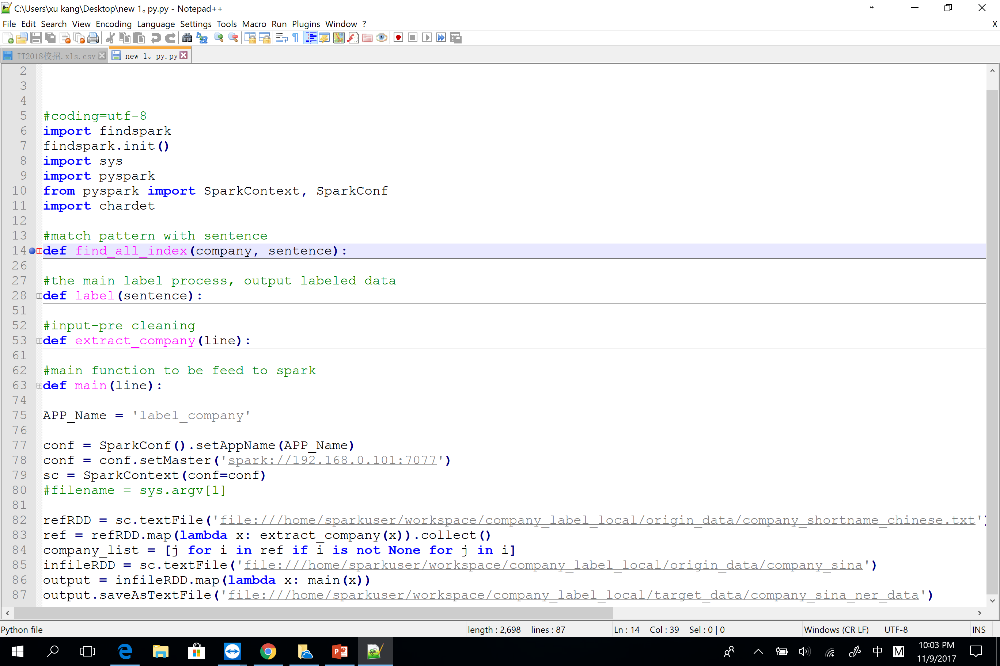 C:\Users\xu kang\Desktop\new 1。py.py - Notepad++
File Edit Search View Encoding Language Settings Tools Macro Run Plugins Window ? X
IT2018校招.xls.csv new 1。py.py
2
3
4
5 #coding=utf-8
6 import findspark
7 findspark.init()
8 import sys
9 import pyspark
10 from pyspark import SparkContext, SparkConf
11 import chardet
12
13 #match pattern with sentence
14 def find_all_index(company, sentence):
26
27 #the main label process, output labeled data
28 def label(sentence):
51
52 #input-pre cleaning
53 def extract_company(line):
61
62 #main function to be feed to spark
63 def main(line):
74
75 APP_Name = 'label_company'
76
77 conf = SparkConf().setAppName(APP_Name)
78 conf = conf.setMaster('spark://192.168.0.101:7077')
79 sc = SparkContext(conf=conf)
80 #filename = sys.argv[1]
81
82 refRDD = sc.textFile('file:///home/sparkuser/workspace/company_label_local/origin_data/company_shortname_chinese.txt')
83 ref = refRDD.map(lambda x: extract_company(x)).collect()
84 company_list = [j for i in ref if i is not None for j in i]
85 infileRDD = sc.textFile('file:///home/sparkuser/workspace/company_label_local/origin_data/company_sina')
86 output = infileRDD.map(lambda x: main(x))
87 output.saveAsTextFile('file:///home/sparkuser/workspace/company_label_local/target_data/company_sina_ner_data')
Python file length : 2,698 lines : 87 Ln : 14 Col : 39 Sel : 0 | 0 Windows (CR LF) UTF-8 INS
中 M 10:03 PM
11/9/2017